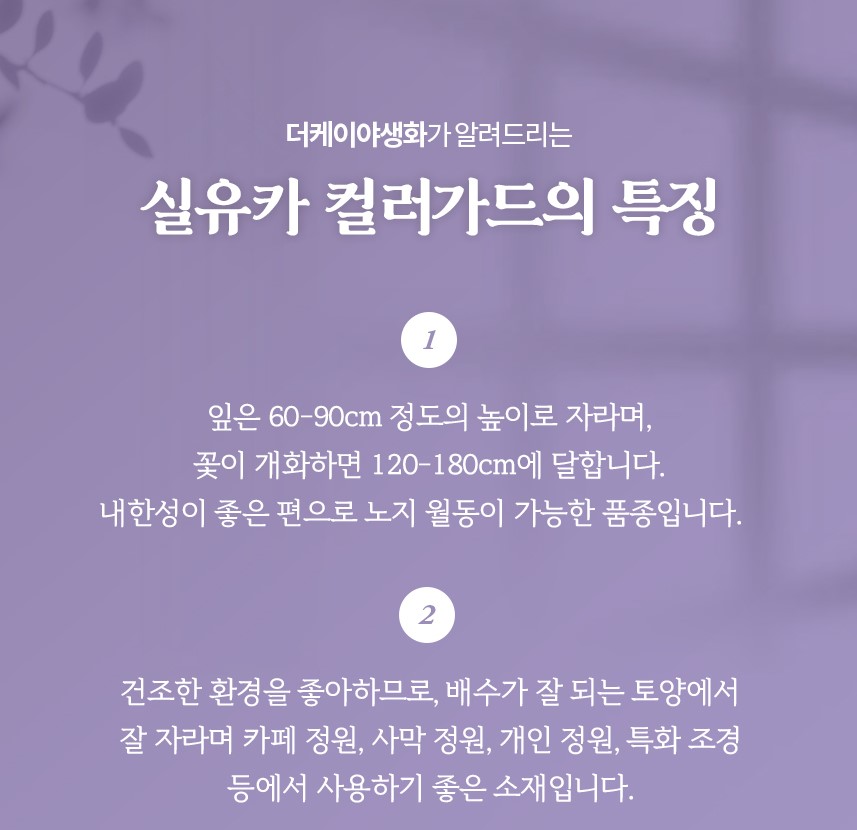 더케이야생화가 알려드리는
실유카 컬러가드의 특징
1
잎은 60-90cm 정도의 높이로 자라며,
꽃이 개화하면 120-180cm에 달합니다.
내한성이 좋은 편으로 노지 월동이 가능한 품종입니다.
2
건조한 환경을 좋아하므로, 배수가 잘 되는 토양에서
잘 자라며 카페 정원, 사막 정원, 개인 정원, 특화 조경
등에서 사용하기 좋은 소재입니다.